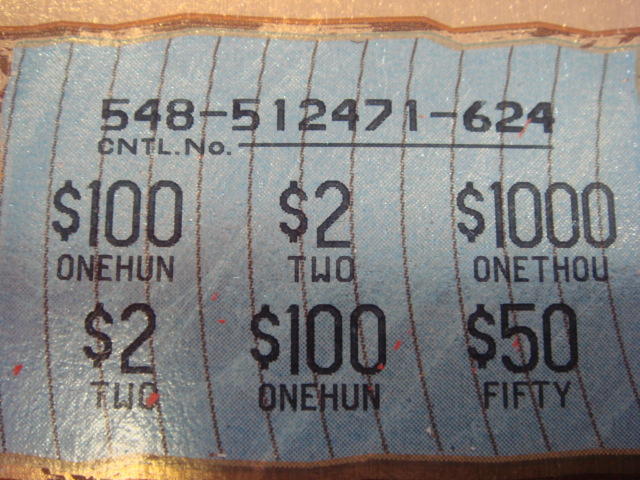 548-512471-624
CNTL.No.
$100 $2 $1000
ONEHUN TWO ONETHOU
$2 $100 $50
TWO ONEHUN FIFTY